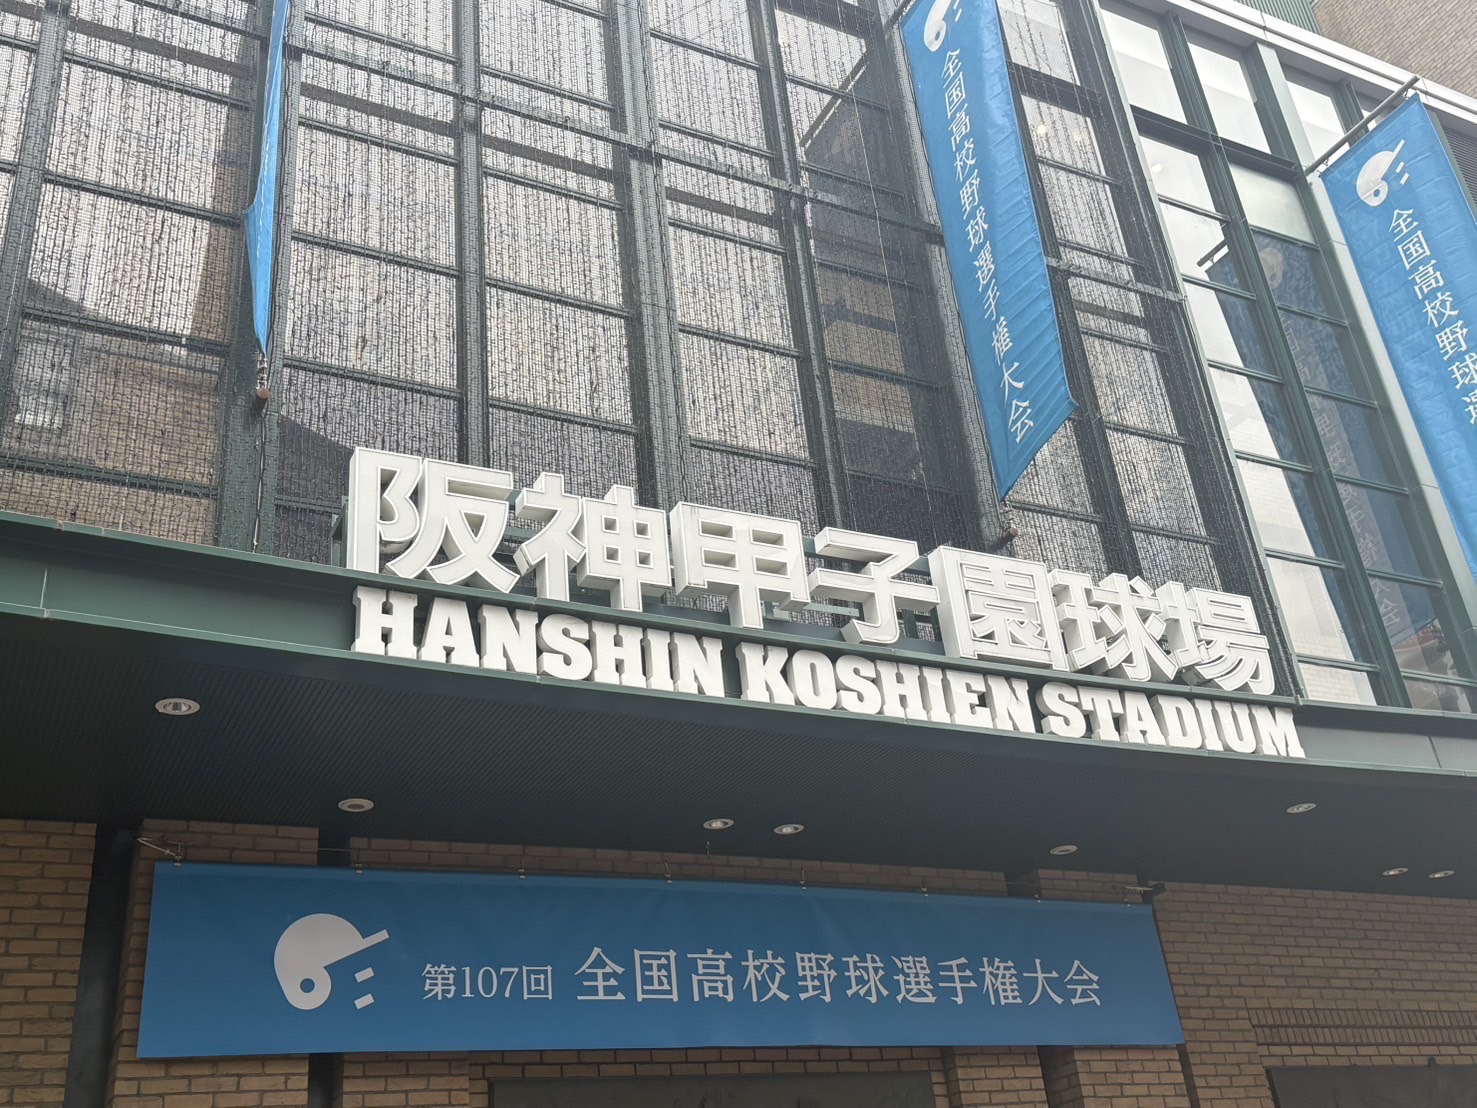 全国高校野球選手権大会
全国高校野球選
阪神甲子園球場
HANSHIN KOSHIEN STADIUM
第107回 全国高校野球選手権大会